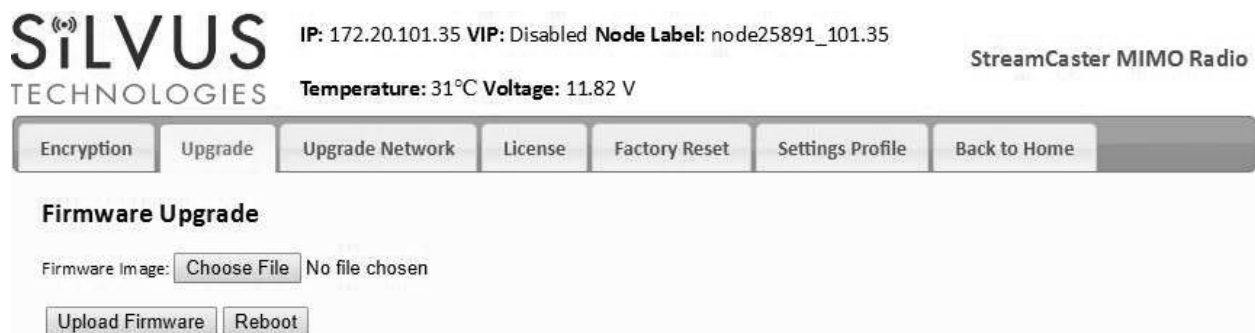 SiLVUS
TECHNOLOGIES
IP: 172.20.101.35 VIP: Disabled Node Label: node25891_101.35
Temperature: 31°C Voltage: 11.82 V
StreamCaster MIMO Radio
Encryption Upgrade Upgrade Network License Factory Reset Settings Profile Back to Home
Firmware Upgrade
Firmware Image: Choose File No file chosen
Upload Firmware Reboot